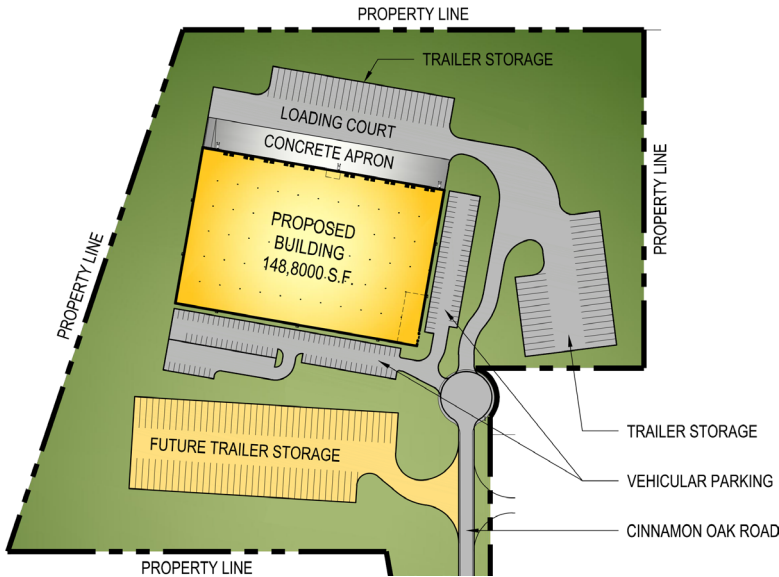 PROPERTY LINE
TRAILER STORAGE
LOADING COURT
CONCRETE APRON
PROPERTY LINE
PROPOSED
BUILDING
148,8000 S.F.
PROPERTY LINE
TRAILER STORAGE
FUTURE TRAILER STORAGE
VEHICULAR PARKING
CINNAMON OAK ROAD
PROPERTY LINE